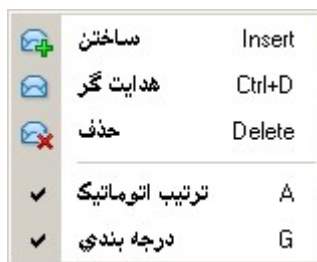 ساختن Insert
هدایت گر Ctrl+D
حذف Delete
ترتیب اتوماتیک A
درجه بندي G